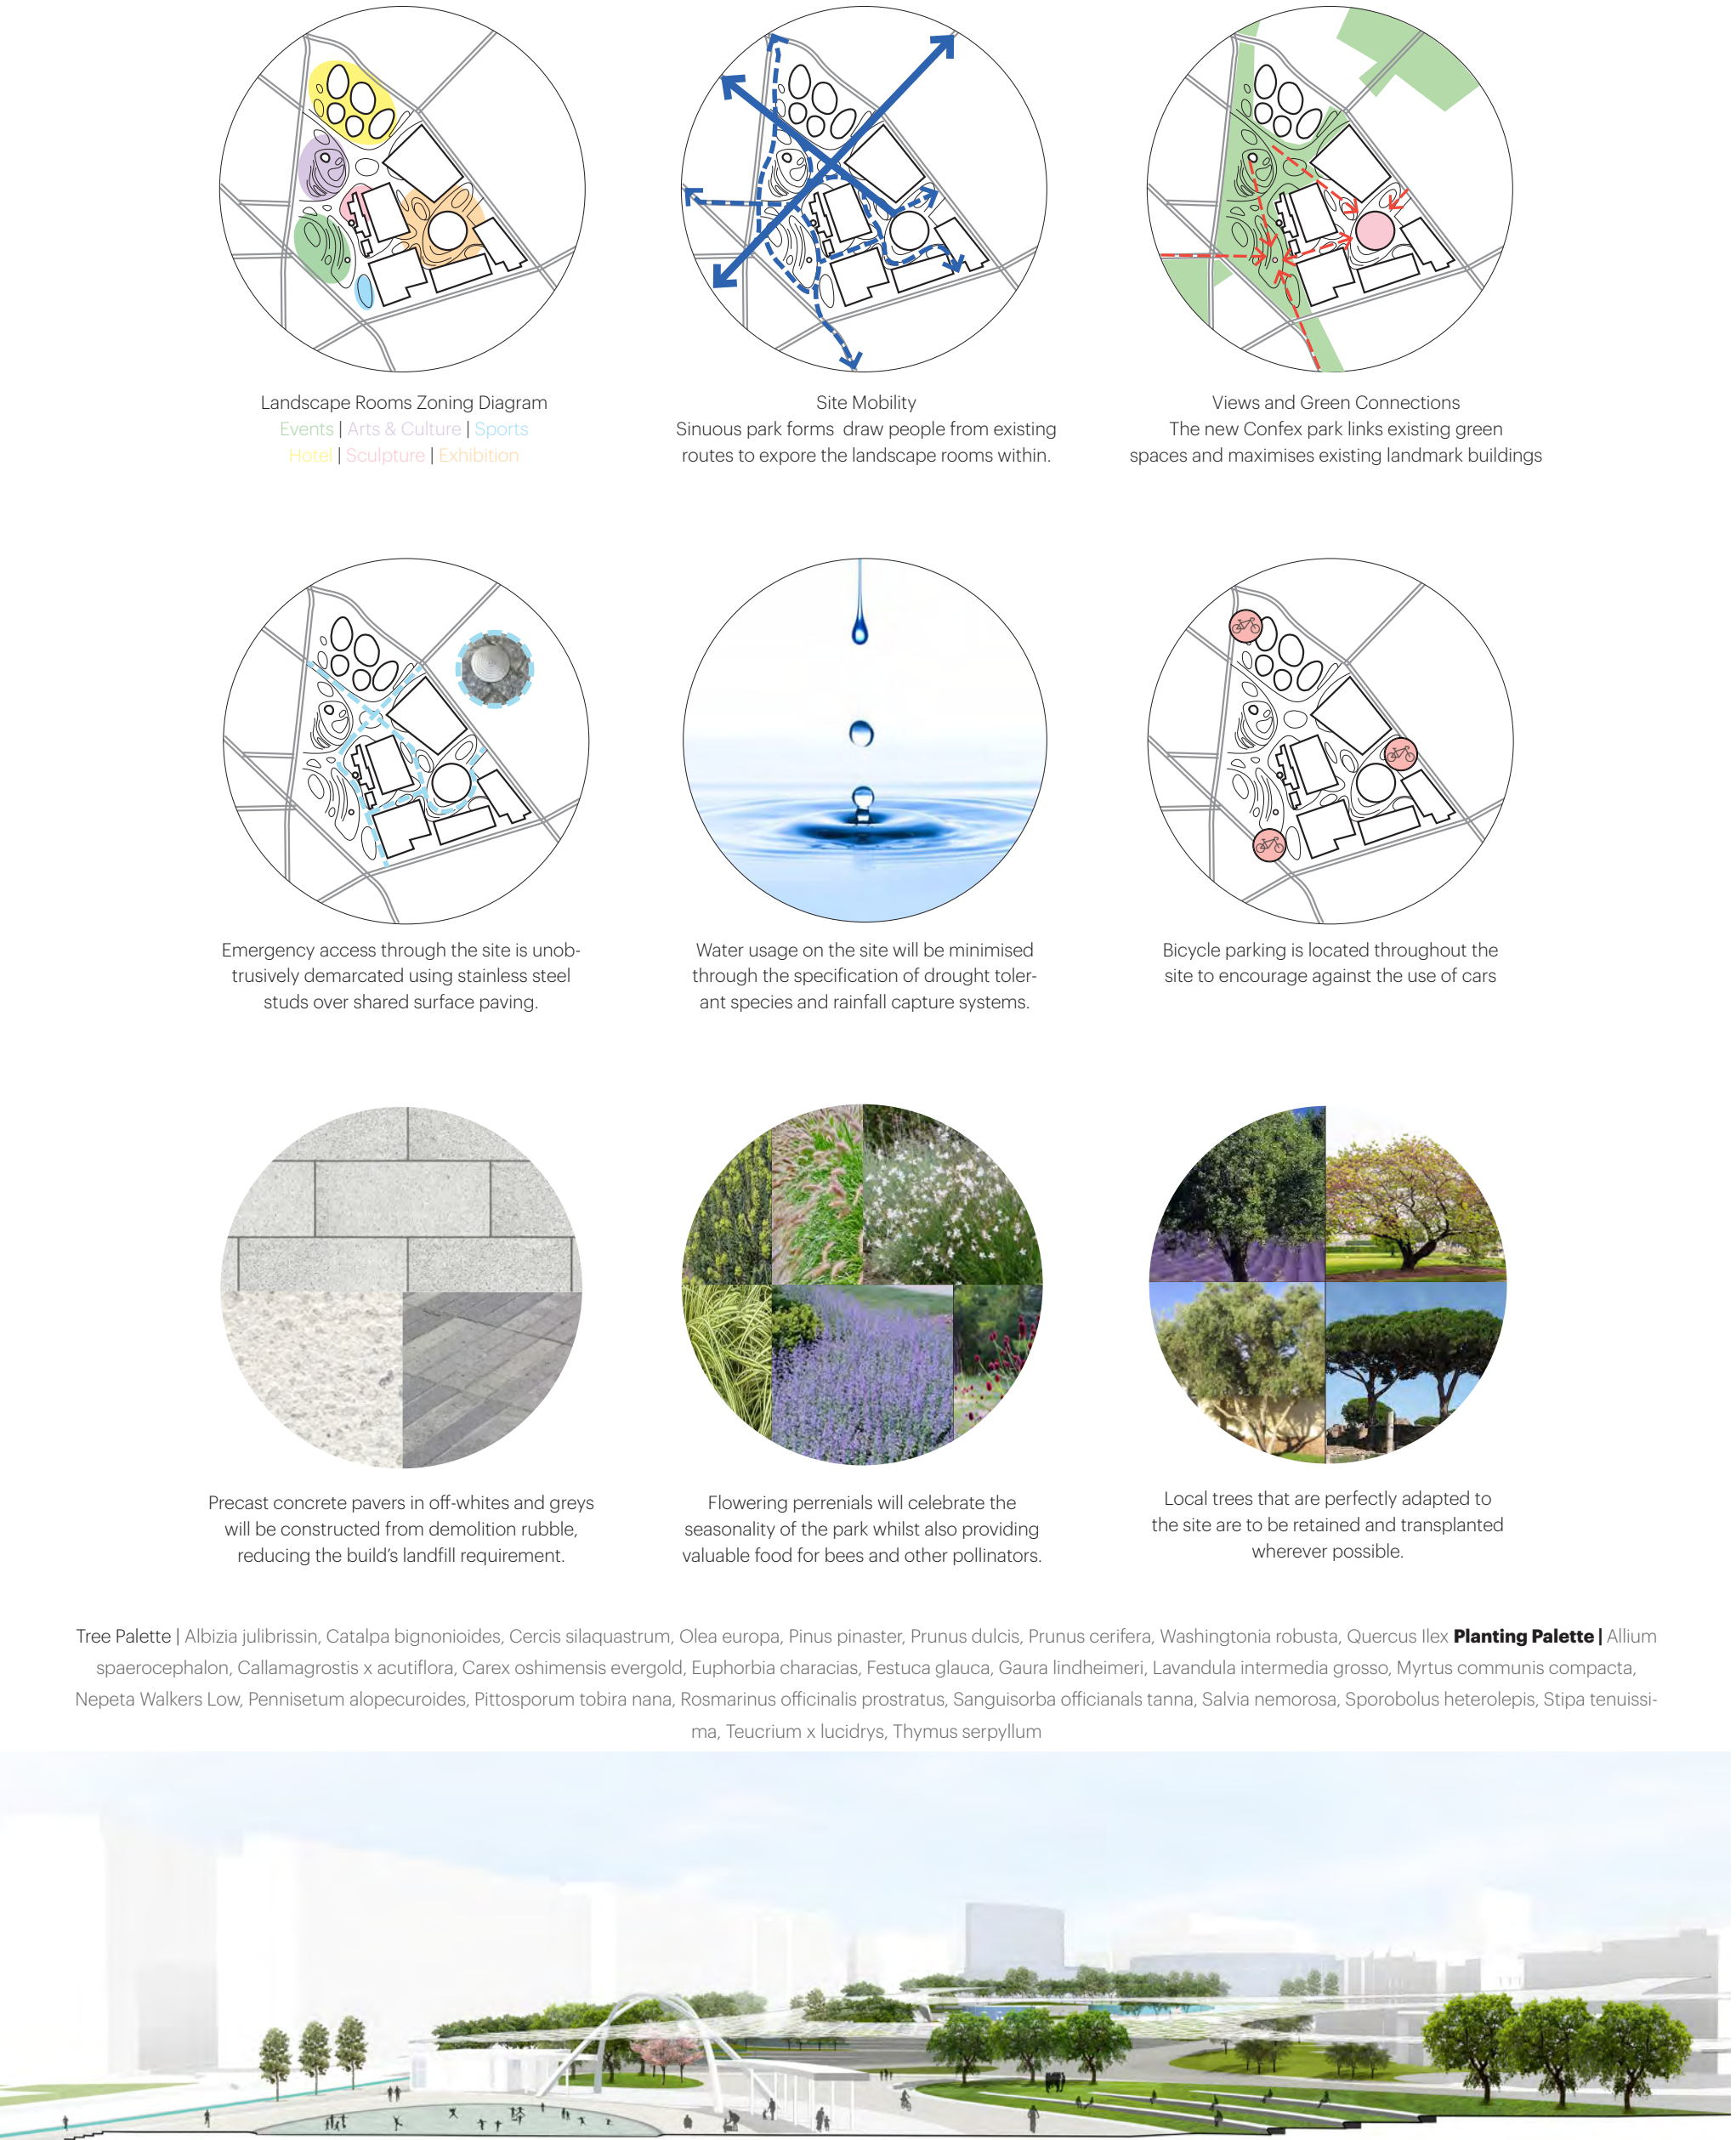 Landscape Rooms Zoning Diagram
Events | Arts & Culture | Sports
Hotel | Sculpture | Exhibition
Site Mobility
Sinuous park forms draw people from existing
routes to expore the landscape rooms within.
Views and Green Connections
The new Confex park links existing green
spaces and maximises existing landmark buildings
Emergency access through the site is unob-
trusively demarcated using stainless steel
studs over shared surface paving.
Water usage on the site will be minimised
through the specification of drought toler-
ant species and rainfall capture systems.
Bicycle parking is located throughout the
site to encourage against the use of cars
Precast concrete pavers in off-whites and greys
will be constructed from demolition rubble,
reducing the build's landfill requirement.
Flowering perrenials will celebrate the
seasonality of the park whilst also providing
valuable food for bees and other pollinators.
Local trees that are perfectly adapted to
the site are to be retained and transplanted
wherever possible.
Tree Palette | Albizia julibrissin, Catalpa bignonioides, Cercis silaquastrum, Olea europa, Pinus pinaster, Prunus dulcis, Prunus cerifera, Washingtonia robusta, Quercus Ilex Planting Palette | Allium
spaerocephalon, Callamagrostis x acutiflora, Carex oshimensis evergold, Euphorbia characias, Festuca glauca, Gaura lindheimeri, Lavandula intermedia grosso, Myrtus communis compacta,
Nepeta Walkers Low, Pennisetum alopecuroides, Pittosporum tobira nana, Rosmarinus officinalis prostratus, Sanguisorba officianals tanna, Salvia nemorosa, Sporobolus heterolepis, Stipa tenuissi-
ma, Teucrium x lucidrys, Thymus serpyllum